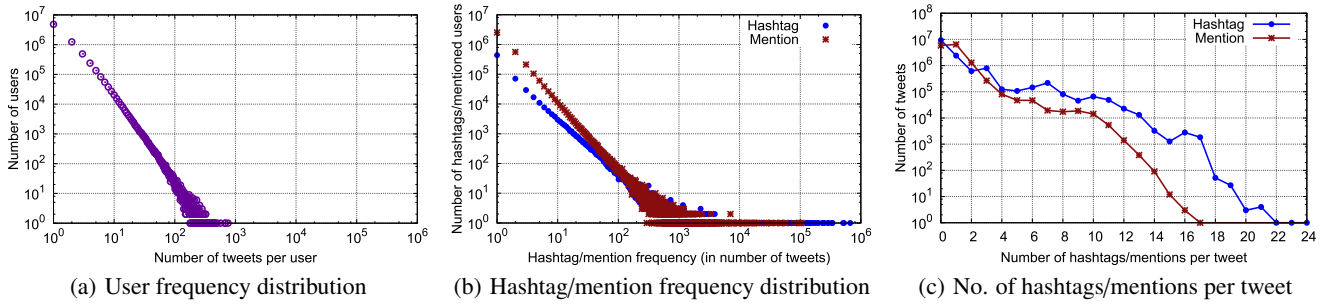 Number of users
10^7
10^6
10^5
10^4
10^3
10^2
10^1
10^0
10^0 10^1 10^2 10^3 10^4 10^5 10^6
Number of tweets per user
(a) User frequency distribution
Number of hashtags/mentioned users
10^7
10^6
10^5
10^4
10^3
10^2
10^1
10^0
Hashtag
Mention
10^0 10^1 10^2 10^3 10^4 10^5 10^6
Hashtag/mention frequency (in number of tweets)
(b) Hashtag/mention frequency distribution
Number of tweets
10^8
10^7
10^6
10^5
10^4
10^3
10^2
10^1
10^0
Hashtag
Mention
0 2 4 6 8 10 12 14 16 18 20 22 24
Number of hashtags/mentions per tweet
(c) No. of hashtags/mentions per tweet